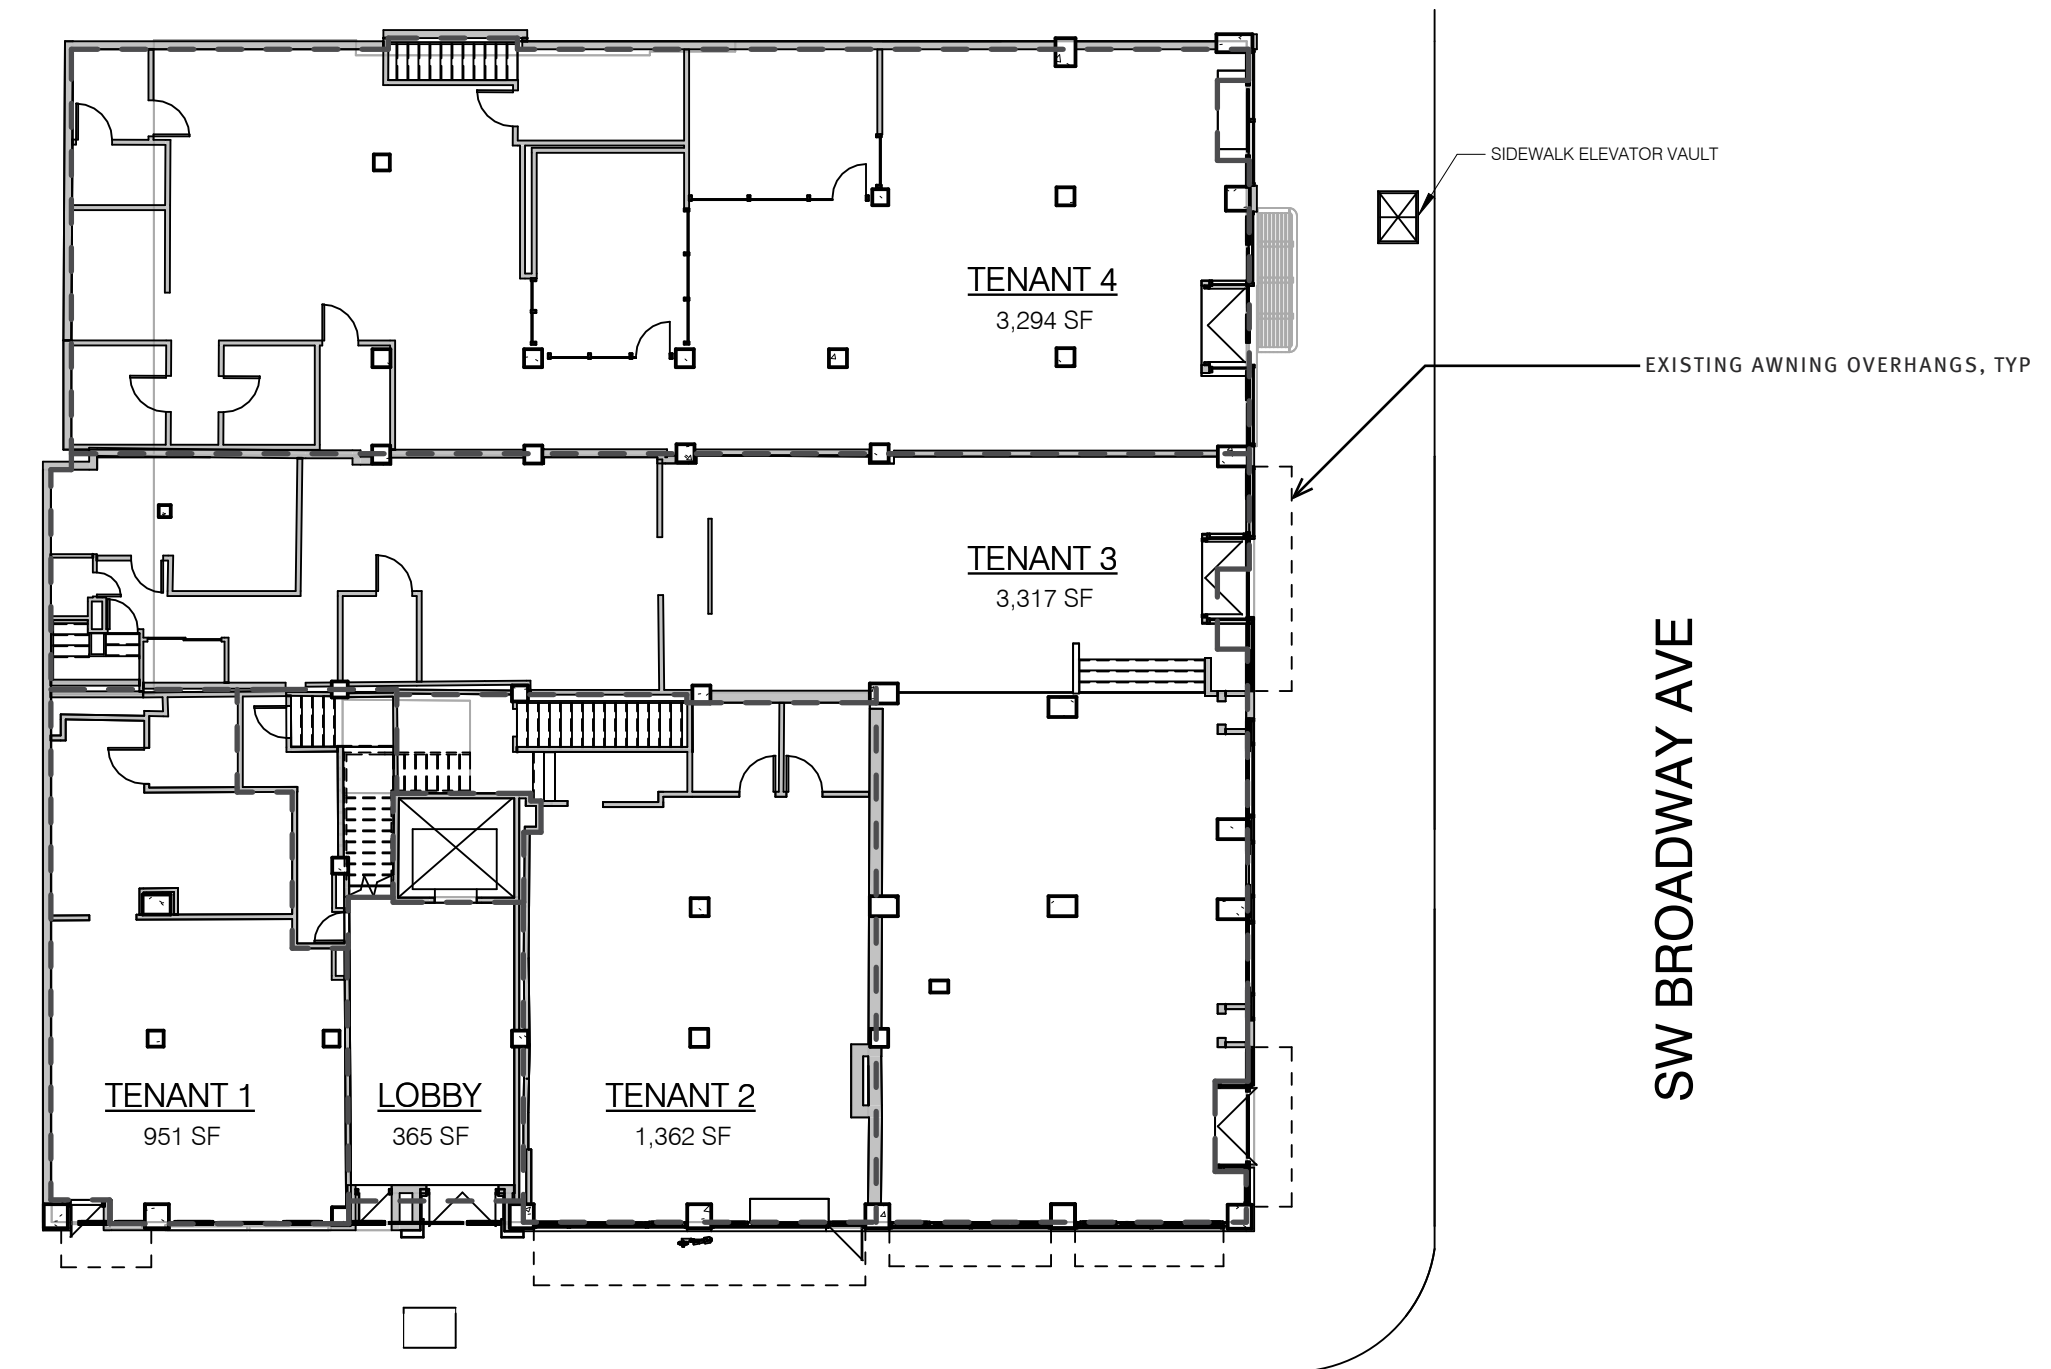 SIDEWALK ELEVATOR VAULT
TENANT 4
3,294 SF
EXISTING AWNING OVERHANGS, TYP
TENANT 3
3,317 SF
SW BROADWAY AVE
TENANT 1
951 SF
LOBBY
365 SF
TENANT 2
1,362 SF